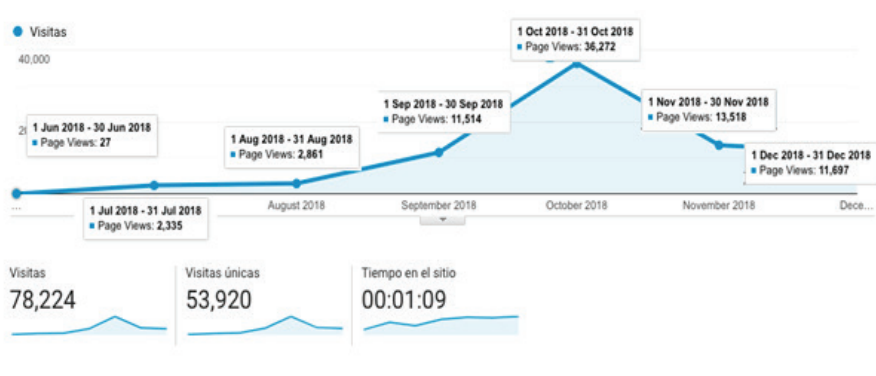 Visitas
40,000
1 Oct 2018 - 31 Oct 2018
Page Views: 36,272
1 Sep 2018 - 30 Sep 2018
Page Views: 11,514
1 Nov 2018 - 30 Nov 2018
Page Views: 13,518
1 Jun 2018 - 30 Jun 2018
Page Views: 27
1 Aug 2018 - 31 Aug 2018
Page Views: 2,861
1 Dec 2018 - 31 Dec 2018
Page Views: 11,697
1 Jul 2018 - 31 Jul 2018
Page Views: 2,335
...
August 2018
September 2018
October 2018
November 2018
Dece...
Visitas
78,224
Visitas únicas
53,920
Tiempo en el sitio
00:01:09